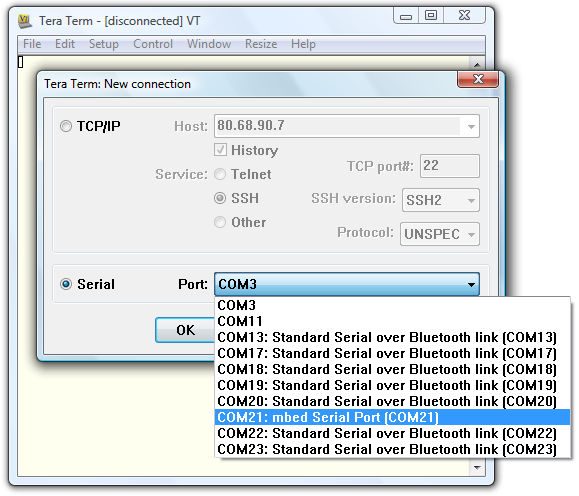 Tera Term - [disconnected] VT
File Edit Setup Control Window Resize Help
Tera Term: New connection
TCP/IP Host: 80.68.90.7
History
Service: Telnet TCP port#: 22
SSH SSH version: SSH2
Other Protocol: UNSPEC
Serial Port: COM3
COM3
OK COM11
COM13: Standard Serial over Bluetooth link (COM13)
COM17: Standard Serial over Bluetooth link (COM17)
COM18: Standard Serial over Bluetooth link (COM18)
COM19: Standard Serial over Bluetooth link (COM19)
COM20: Standard Serial over Bluetooth link (COM20)
COM21: mbed Serial Port (COM21)
COM22: Standard Serial over Bluetooth link (COM22)
COM23: Standard Serial over Bluetooth link (COM23)